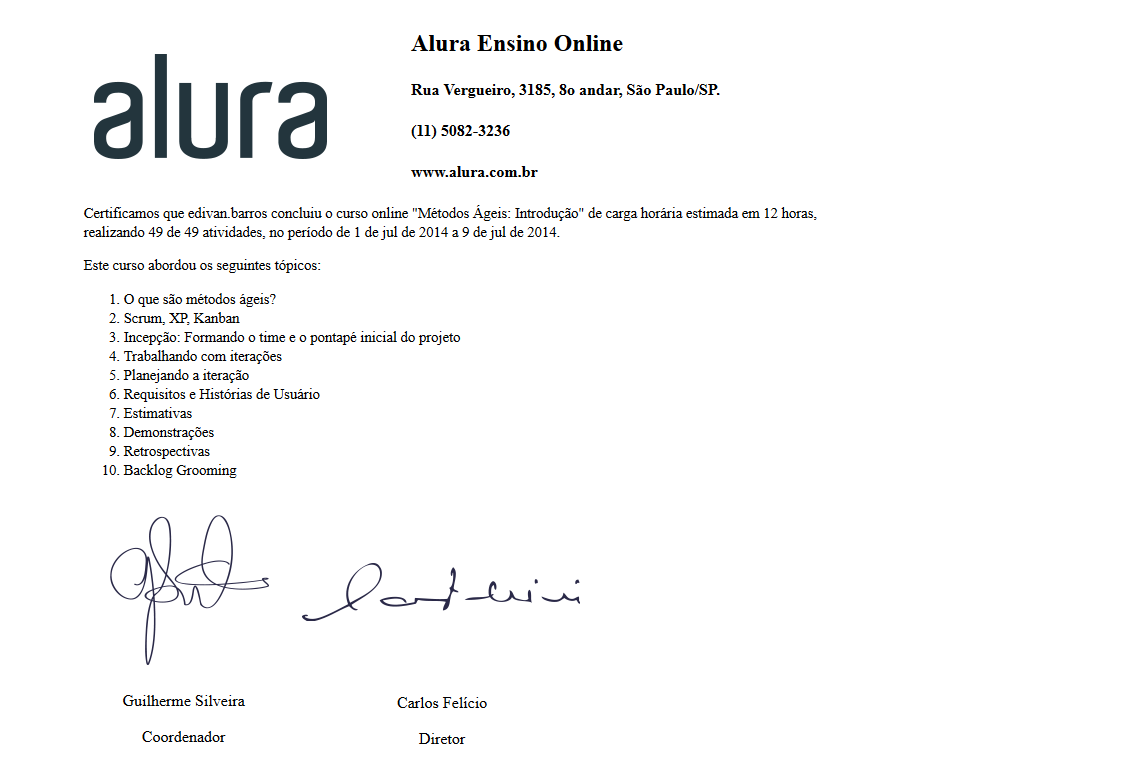 alura
Alura Ensino Online
Rua Vergueiro, 3185, 8o andar, São Paulo/SP.
(11) 5082-3236
www.alura.com.br
Certificamos que edivan.barros concluiu o curso online "Métodos Ágeis: Introdução" de carga horária estimada em 12 horas,
realizando 49 de 49 atividades, no período de 1 de jul de 2014 a 9 de jul de 2014.
Este curso abordou os seguintes tópicos:
1. O que são métodos ágeis?
2. Scrum, XP, Kanban
3. Incepção: Formando o time e o pontapé inicial do projeto
4. Trabalhando com iterações
5. Planejando a iteração
6. Requisitos e Histórias de Usuário
7. Estimativas
8. Demonstrações
9. Retrospectivas
10. Backlog Grooming
Guilherme Silveira
Coordenador
Carlos Felício
Diretor